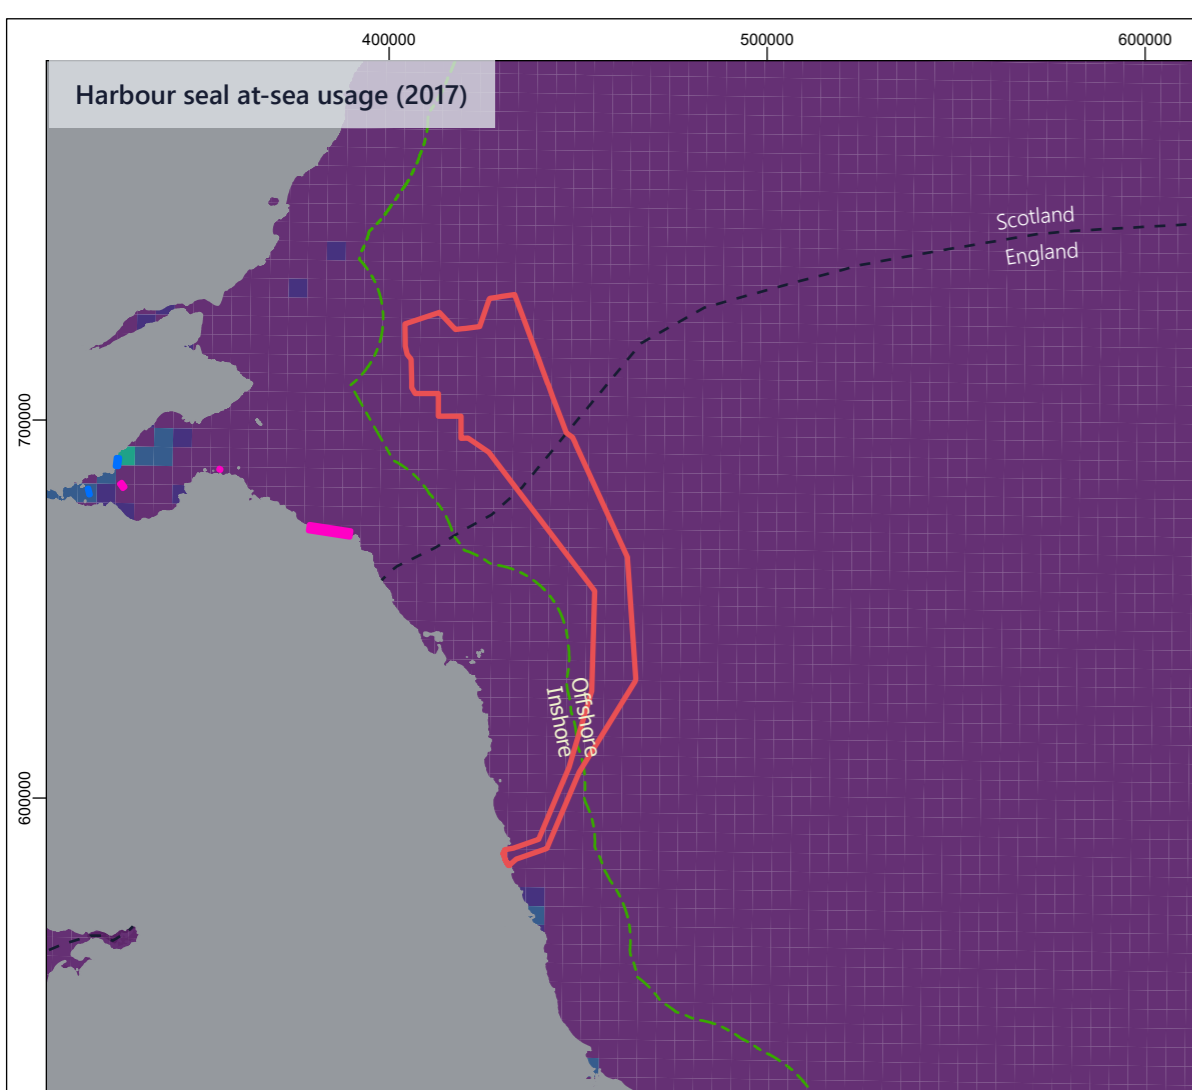 400000
500000
600000
Harbour seal at-sea usage (2017)
Scotland
England
700000
Offshore
Inshore
600000